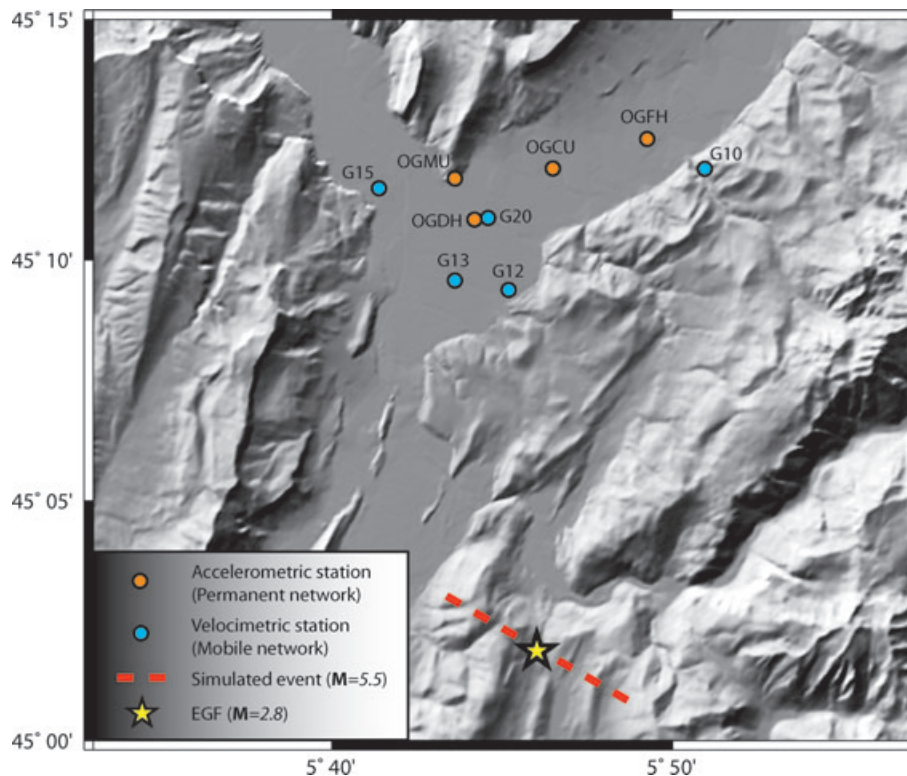 45° 15'
OGFH
OGCU
G10
OGMU
G15
OGDH
G20
45° 10'
G13
G12
45° 05'
Accelerometric station
(Permanent network)
Velocimetric station
(Mobile network)
Simulated event (M=5.5)
EGF (M=2.8)
45° 00'
5° 40'
5° 50'